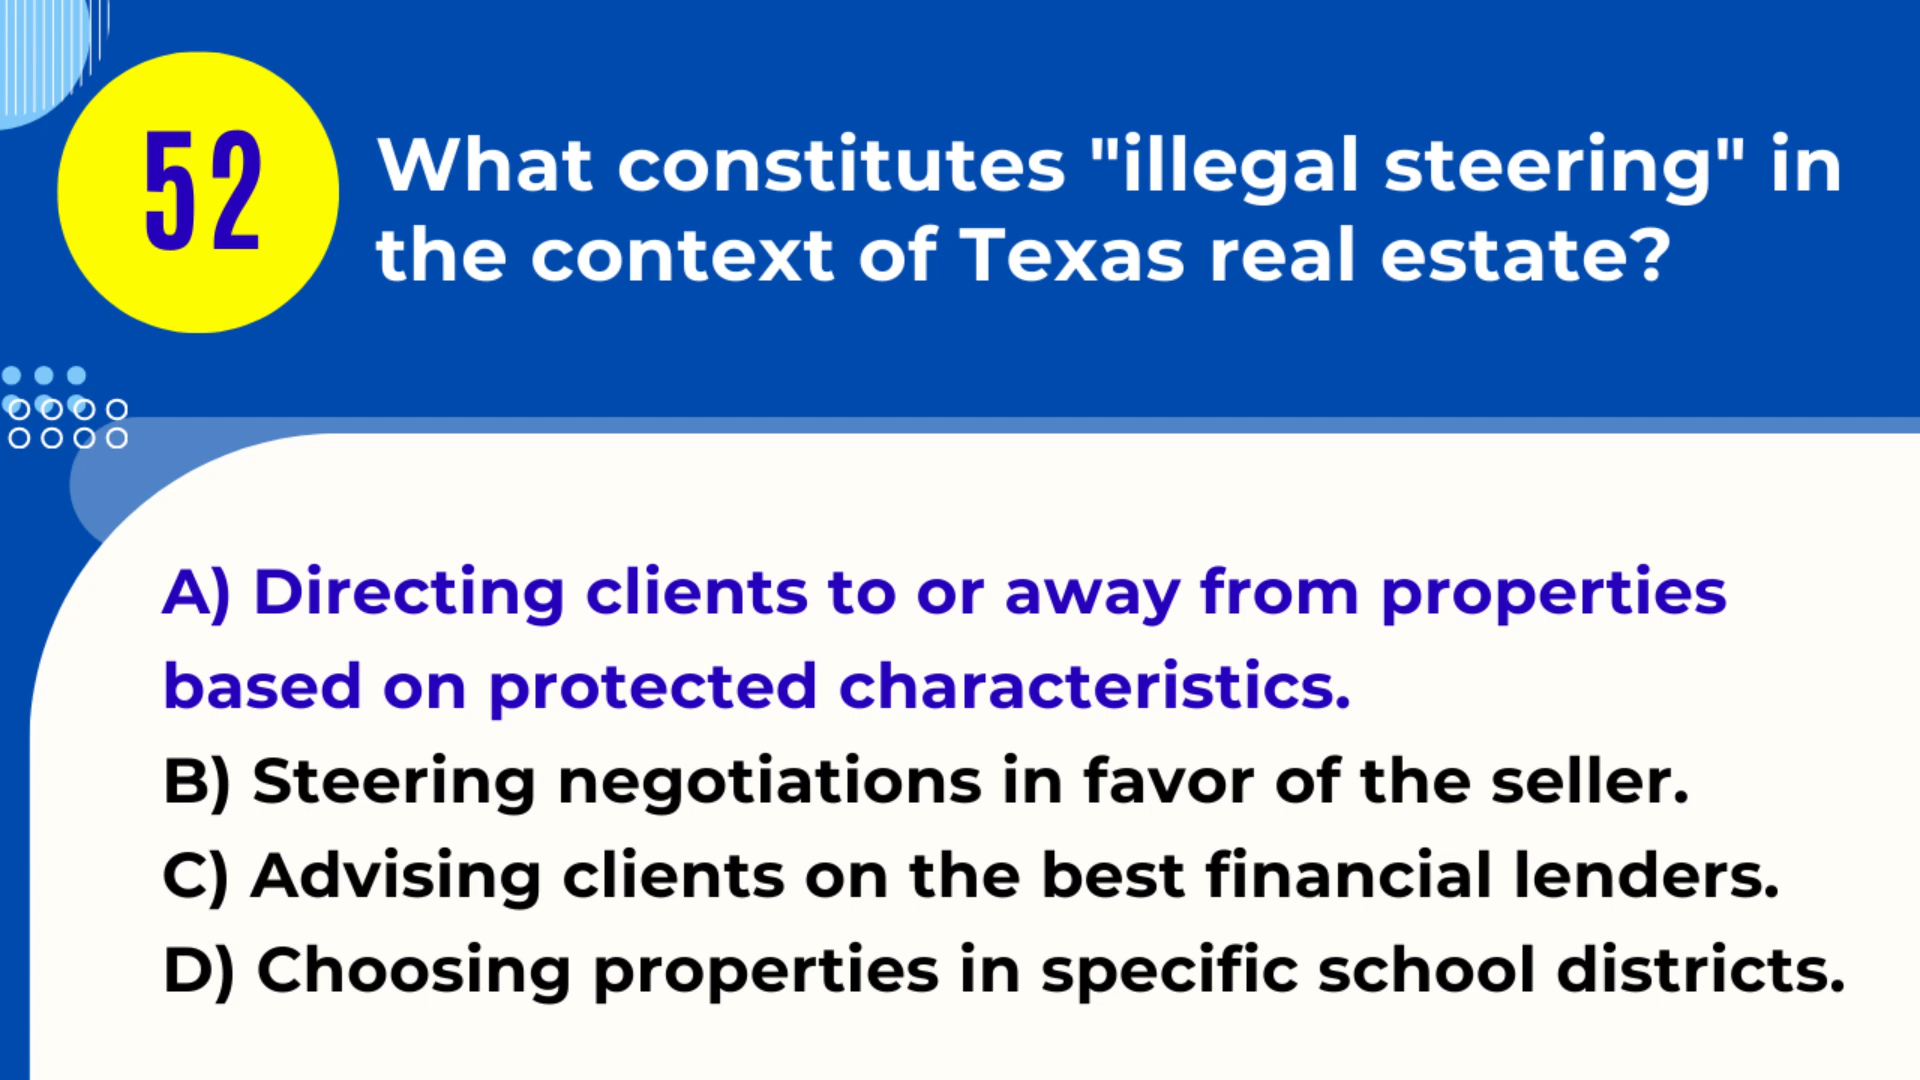 52
What constitutes "illegal steering" in
the context of Texas real estate?
A) Directing clients to or away from properties
based on protected characteristics.
B) Steering negotiations in favor of the seller.
C) Advising clients on the best financial lenders.
D) Choosing properties in specific school districts.